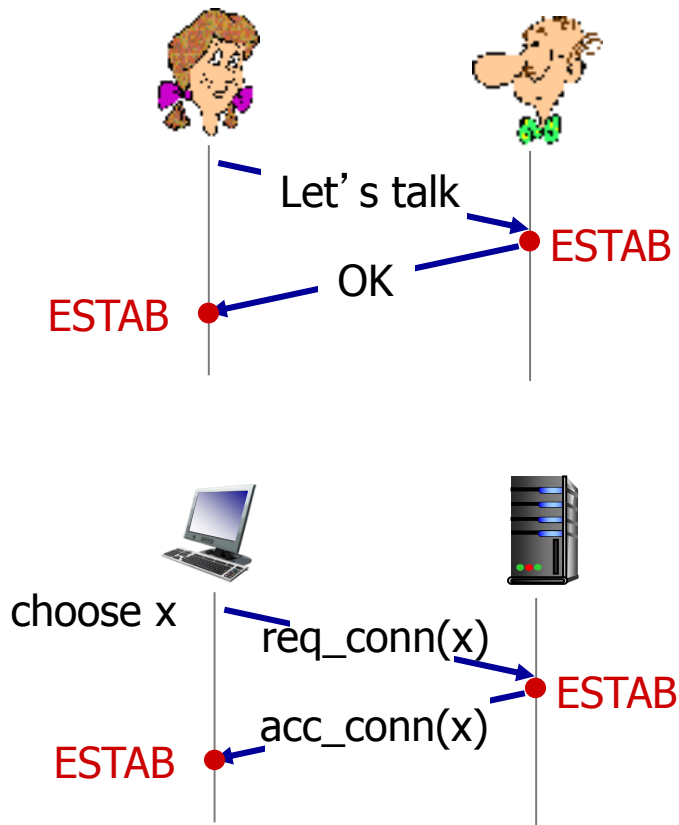 Let’s talk
ESTAB
OK
ESTAB
choose x
req_conn(x)
ESTAB
acc_conn(x)
ESTAB